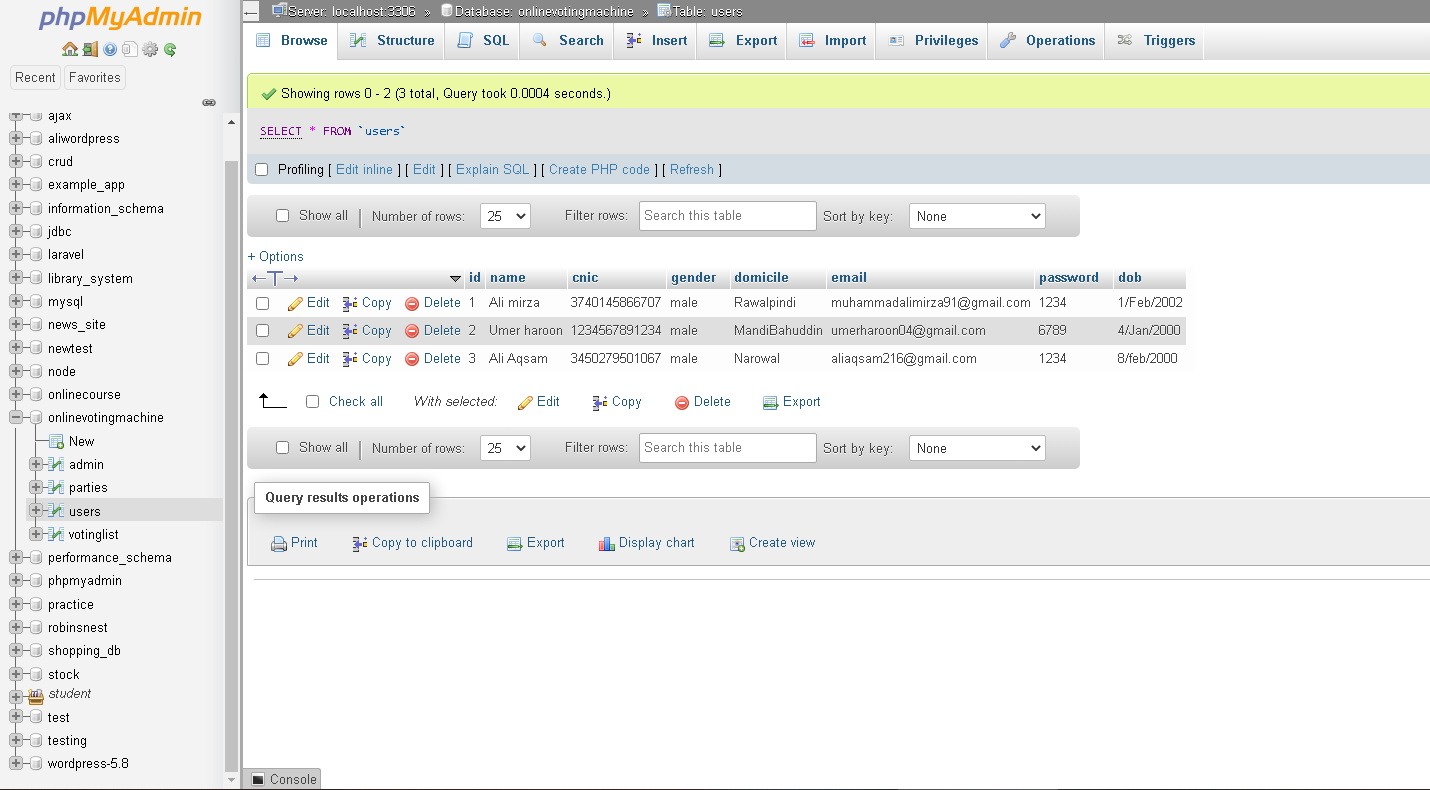 phpMyAdmin
Recent Favorites
ajax
aliwordpress
crud
example_app
information_schema
jdbc
laravel
library_system
mysql
news_site
newtest
node
onlinecourse
onlinevotingmachine
New
admin
parties
users
votinglist
performance_schema
phpmyadmin
practice
robinsnest
shopping_db
stock
student
test
testing
wordpress-5.8
Server: localhost:3306 » Database: onlinevotingmachine » Table: users
Browse Structure SQL Search Insert Export Import Privileges Operations Triggers
Showing rows 0 - 2 (3 total, Query took 0.0004 seconds.)
SELECT * FROM `users`
Profiling [ Edit inline ] [ Edit ] [ Explain SQL ] [ Create PHP code ] [ Refresh ]
Show all | Number of rows: 25 Filter rows: Search this table Sort by key: None
+ Options
←T→ id name cnic gender domicile email password dob
Edit Copy Delete 1 Ali mirza 3740145866707 male Rawalpindi muhammadalimirza91@gmail.com 1234 1/Feb/2002
Edit Copy Delete 2 Umer haroon 1234567891234 male MandiBahuddin umerharoon04@gmail.com 6789 4/Jan/2000
Edit Copy Delete 3 Ali Aqsam 3450279501067 male Narowal aliaqsam216@gmail.com 1234 8/feb/2000
Check all With selected: Edit Copy Delete Export
Show all | Number of rows: 25 Filter rows: Search this table Sort by key: None
Query results operations
Print Copy to clipboard Export Display chart Create view
Console